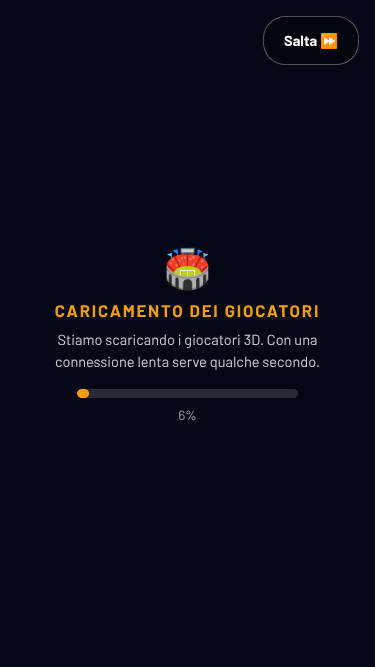 Salta ⏩
CARICAMENTO DEI GIOCATORI
Stiamo scaricando i giocatori 3D. Con una
connessione lenta serve qualche secondo.
6%